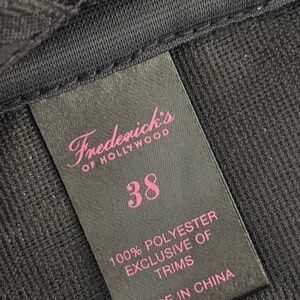 Frederick's
OF HOLLYWOOD
38
100% POLYESTER
EXCLUSIVE OF
TRIMS
IN CHINA